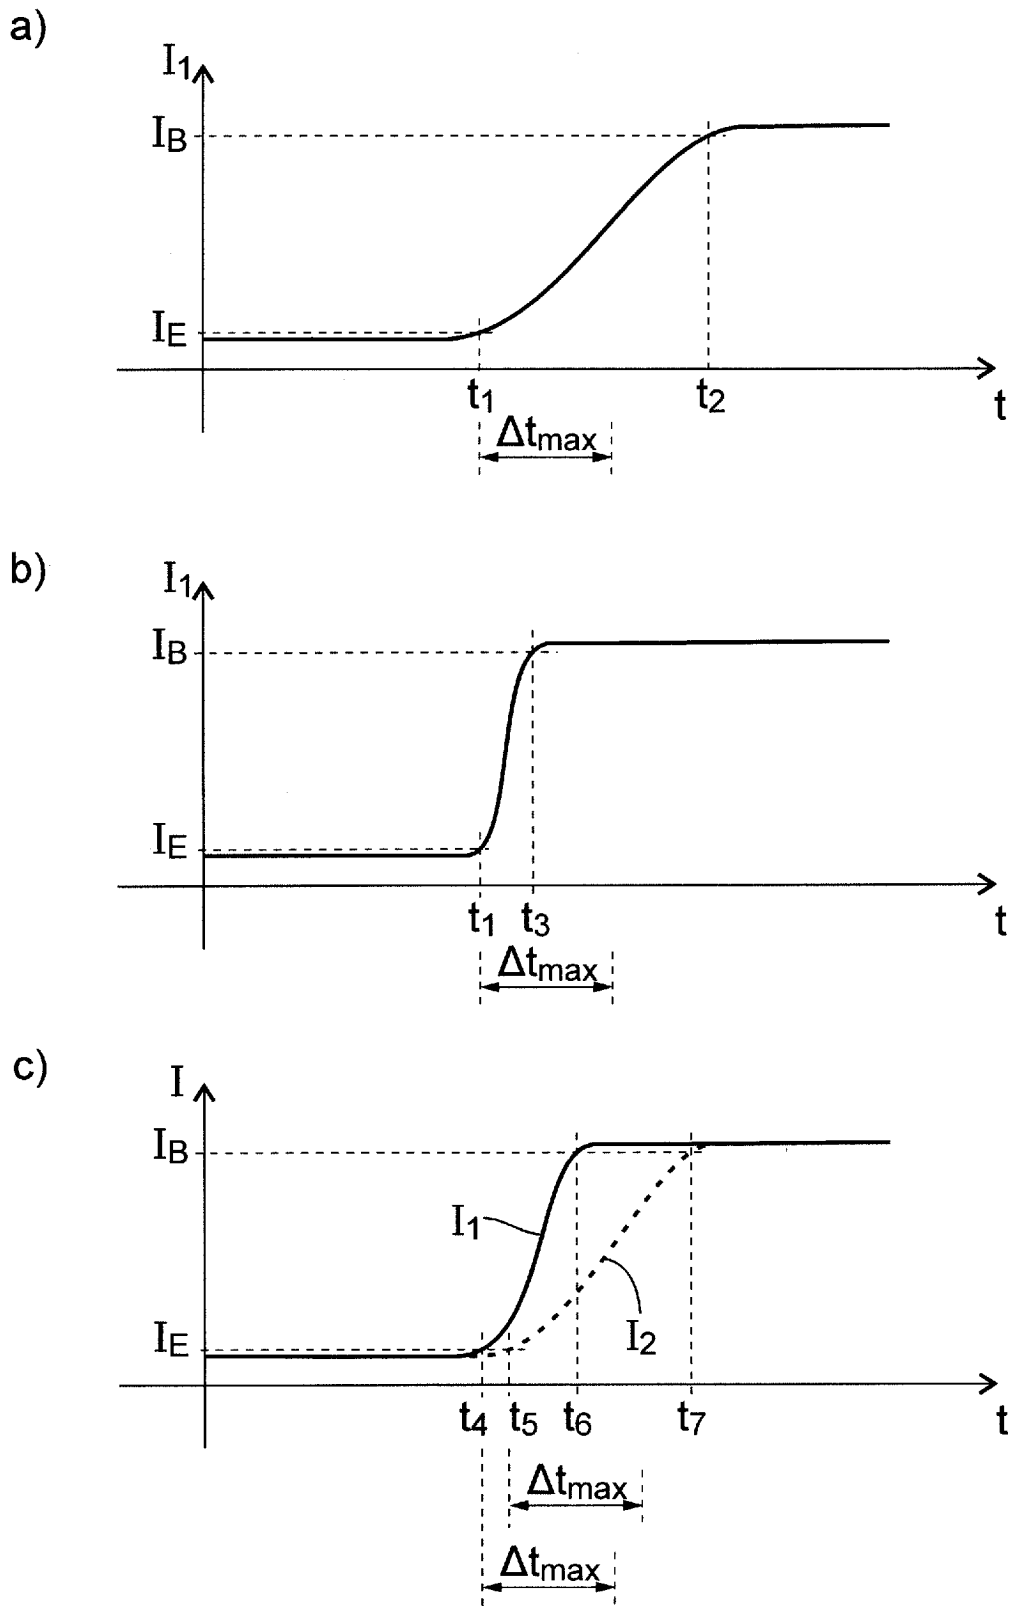 a)
I1
IB
IE
t1 t2 t
Δtmax
b)
I1
IB
IE
t1 t3 t
Δtmax
c)
I
IB
I1
IE I2
t4 t5 t6 t7 t
Δtmax
Δtmax